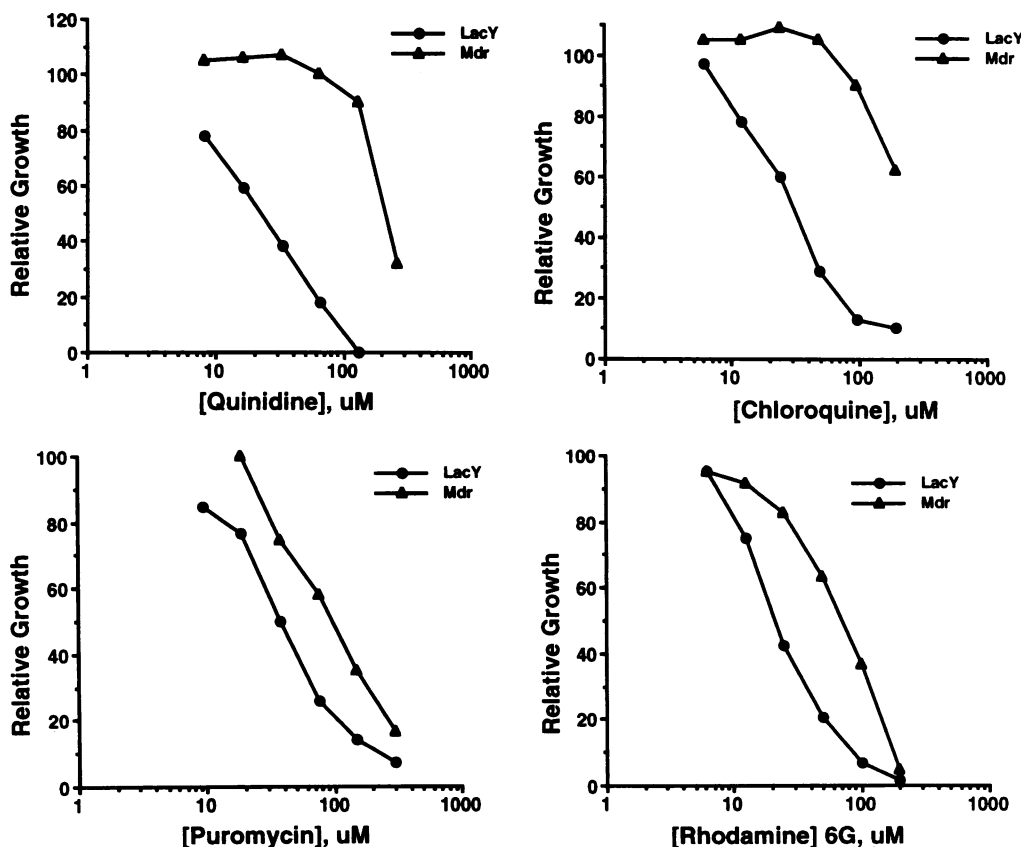 LacY
Mdr
120
100
80
60
40
20
0
Relative Growth
1
10
100
1000
[Quinidine], uM
LacY
Mdr
100
80
60
40
20
0
Relative Growth
1
10
100
1000
[Chloroquine], uM
LacY
Mdr
100
80
60
40
20
0
Relative Growth
1
10
100
1000
[Puromycin], uM
LacY
Mdr
100
80
60
40
20
0
Relative Growth
1
10
100
1000
[Rhodamine] 6G, uM